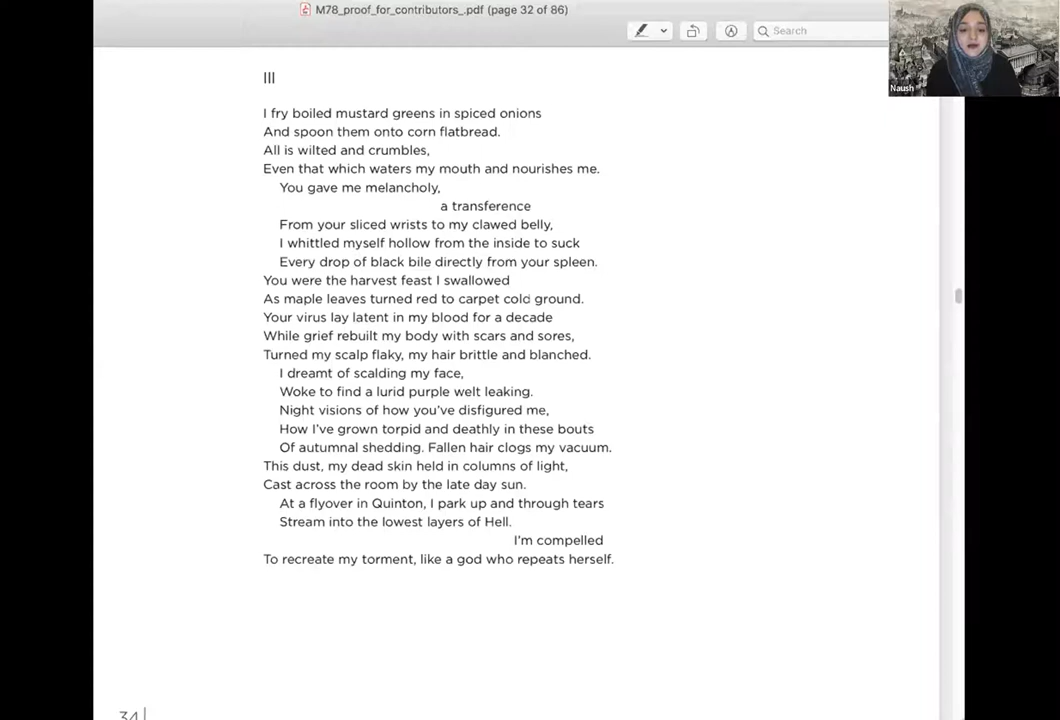 M78_proof_for_contributors_.pdf (page 32 of 86)
Search
Naush
III
I fry boiled mustard greens in spiced onions
And spoon them onto corn flatbread.
All is wilted and crumbles,
Even that which waters my mouth and nourishes me.
You gave me melancholy,
a transference
From your sliced wrists to my clawed belly,
I whittled myself hollow from the inside to suck
Every drop of black bile directly from your spleen.
You were the harvest feast I swallowed
As maple leaves turned red to carpet cold ground.
Your virus lay latent in my blood for a decade
While grief rebuilt my body with scars and sores,
Turned my scalp flaky, my hair brittle and blanched.
I dreamt of scalding my face,
Woke to find a lurid purple welt leaking.
Night visions of how you've disfigured me,
How I've grown torpid and deathly in these bouts
Of autumnal shedding. Fallen hair clogs my vacuum.
This dust, my dead skin held in columns of light,
Cast across the room by the late day sun.
At a flyover in Quinton, I park up and through tears
Stream into the lowest layers of Hell.
I'm compelled
To recreate my torment, like a god who repeats herself.
34|